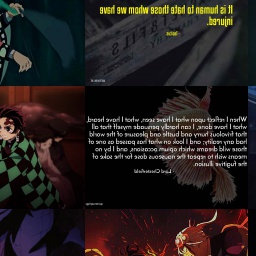 It is human to hate those whom we have
injured.
When I reflect upon what I have seen, what I have heard,
what I have done, I can hardly persuade myself that all
that frivolous hurry and bustle and pleasure of the world
had any reality; and I look on what has passed as one of
those wild dreams which opium occasions, and I by no
means wish to repeat the nauseous dose for the sake of
the fugitive illusion.
Lord Chesterfield